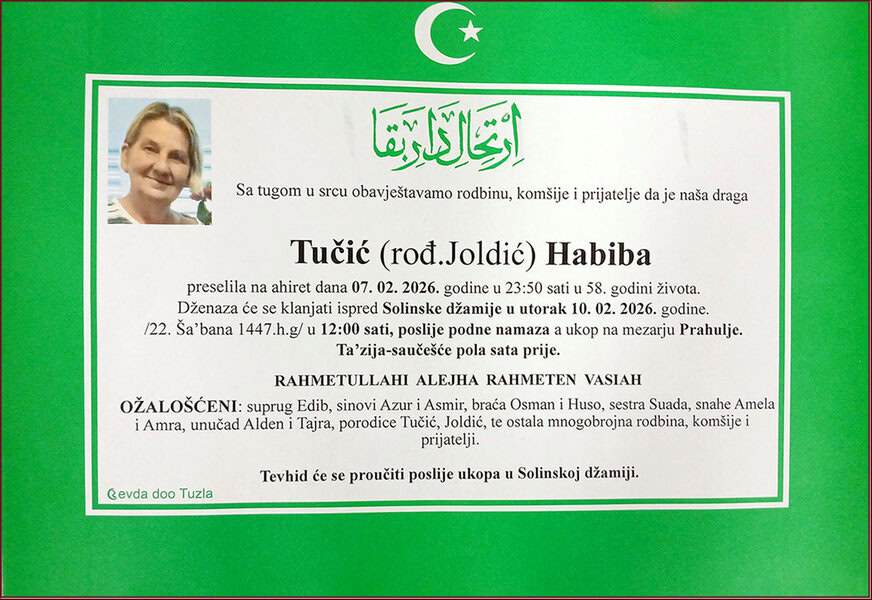 اِرْتِحَالِ دَارِ بَقَا
Sa tugom u srcu obavještavamo rodbinu, komšije i prijatelje da je naša draga
Tučić (rođ.Joldić) Habiba
preselila na ahiret dana 07. 02. 2026. godine u 23:50 sati u 58. godini života.
Dženaza će se klanjati ispred Solinske džamije u utorak 10. 02. 2026. godine.
/22. Ša’bana 1447.h.g/ u 12:00 sati, poslije podne namaza a ukop na mezarju Prahulje.
Ta’zija-saučešće pola sata prije.
RAHMETULLAHI ALEJHA RAHMETEN VASIAH
OŽALOŠĆENI: suprug Edib, sinovi Azur i Asmir, braća Osman i Huso, sestra Suada, snahe Amela
i Amra, unučad Alden i Tajra, porodice Tučić, Joldić, te ostala mnogobrojna rodbina, komšije i
prijatelji.
Tevhid će se proučiti poslije ukopa u Solinskoj džamiji.
evda doo Tuzla